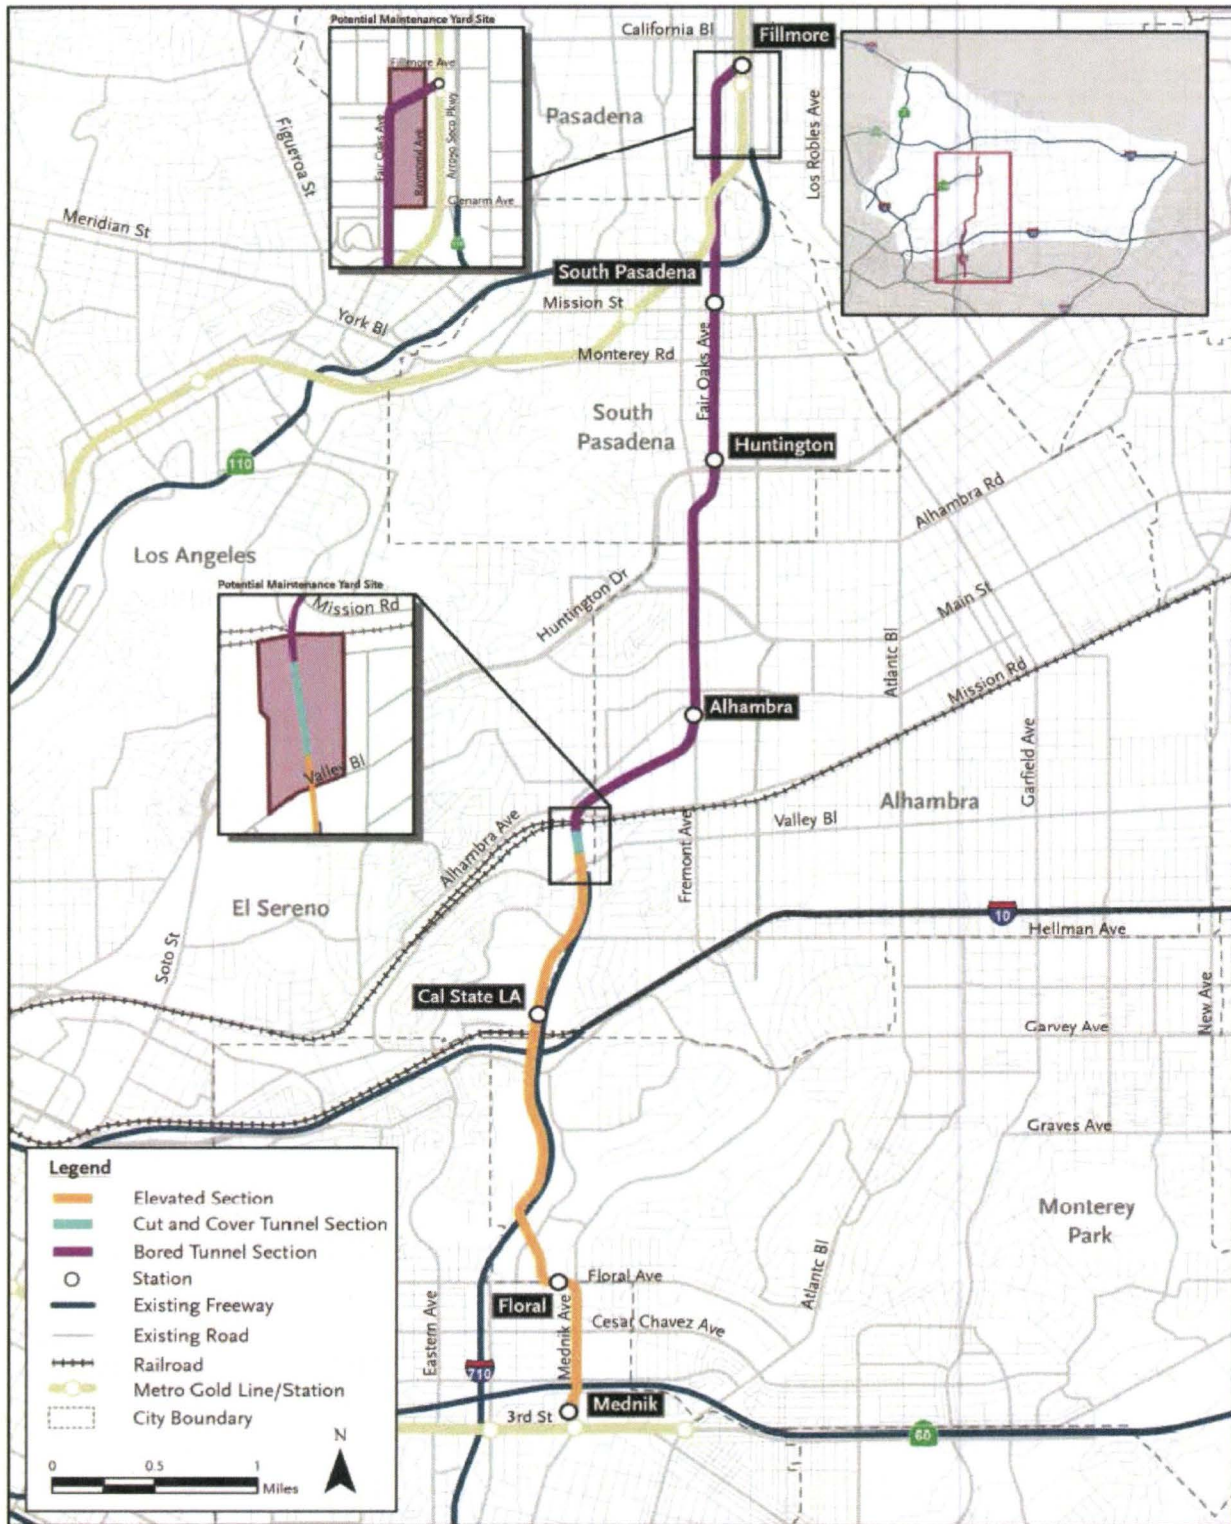 Potential Maintenance Yard Site
Fillmore Ave
Fair Oaks Ave
Raymond Ave
Arroyo Seco Pkwy
Glenarm Ave
California Bl
Fillmore
Pasadena
Los Robles Ave
Figueroa St
Meridian St
South Pasadena
Mission St
York Bl
Monterey Rd
Fair Oaks Ave
South
Pasadena
Huntington
110
Alhambra Rd
Los Angeles
Potential Maintenance Yard Site
Mission Rd
Valley Bl
Huntington Dr
Main St
Atlantc Bl
Mission Rd
Alhambra
Garfield Ave
Alhambra
Valley Bl
Alhambra Ave
Fremont Ave
El Sereno
10
Hellman Ave
Soto St
Cal State LA
Garvey Ave
New Ave
Graves Ave
Monterey
Park
Atlantc Bl
Floral Ave
Floral
Mednik Ave
Cesar Chavez Ave
Eastern Ave
710
Mednik
3rd St
60
Legend
Elevated Section
Cut and Cover Tunnel Section
Bored Tunnel Section
Station
Existing Freeway
Existing Road
Railroad
Metro Gold Line/Station
City Boundary
N
0 0.5 1
Miles